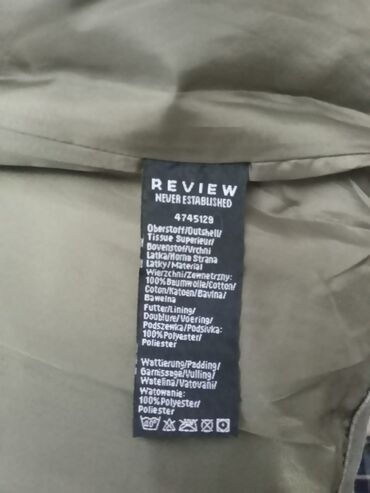 REVIEW
NEVER ESTABLISHED
4745129
Oberstoff/Outshell/
Tissue Superieur/
Bovenstof/Vrchni
Latka/Horna Strana
Latky/Material
Wierzchni/Zewnetrzny:
100%Baumwolle/Cotton/
Coton/Katoen/Bavlna/
Bawelna
Futter/Lining/
Doublure/Voering/
Podszewka/Podsivka:
100%Polyester/
Poliester
Wattierung/Padding/
Garnissage/Vulling/
Watelina/Vatovani/
Watowanie:
100%Polyester/
Poliester